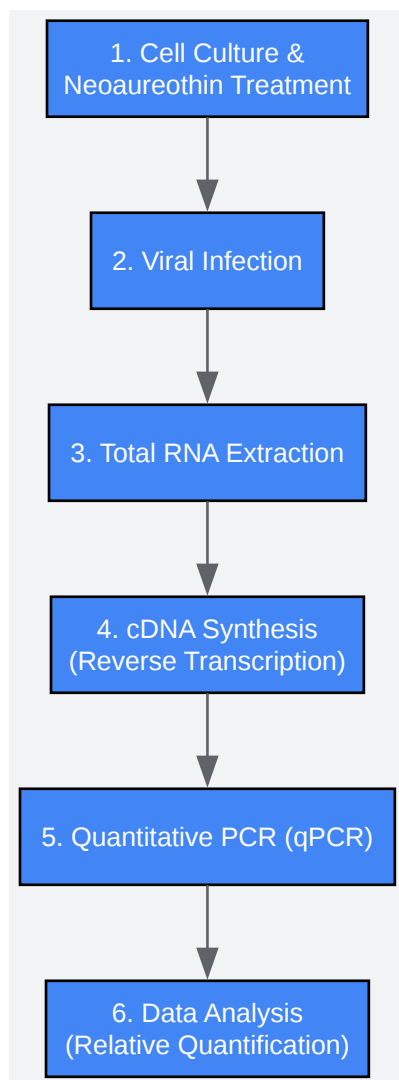 1. Cell Culture &
Neoaureothin Treatment
2. Viral Infection
3. Total RNA Extraction
4. cDNA Synthesis
(Reverse Transcription)
5. Quantitative PCR (qPCR)
6. Data Analysis
(Relative Quantification)